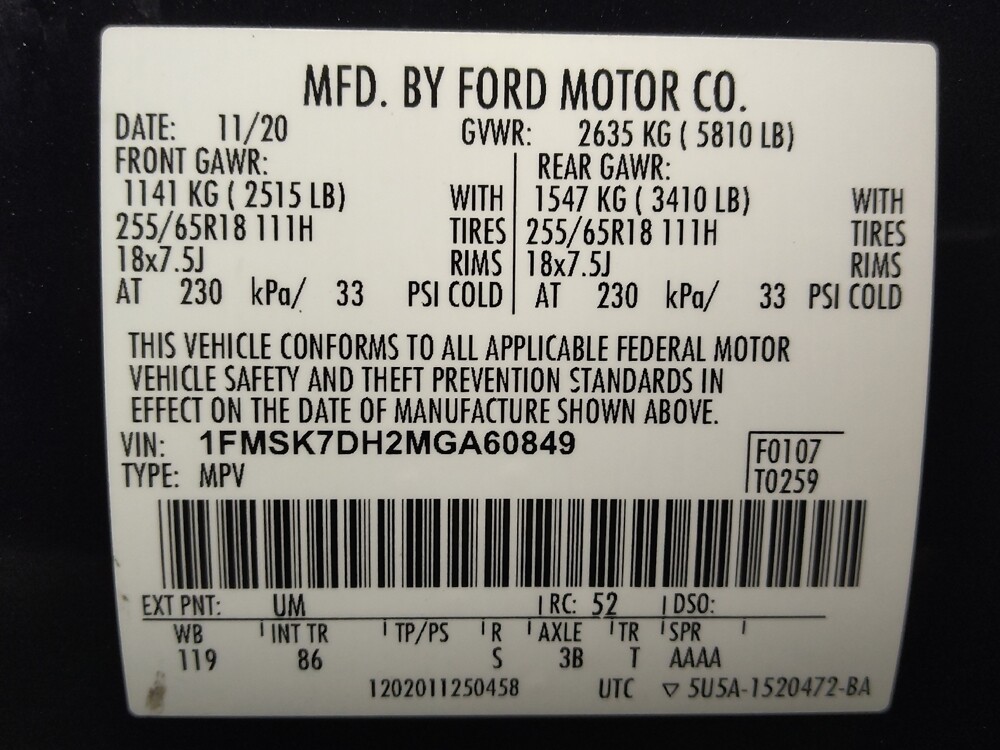 MFD. BY FORD MOTOR CO.
DATE: 11/20 GVWR: 2635 KG ( 5810 LB)
FRONT GAWR: REAR GAWR:
1141 KG ( 2515 LB) WITH 1547 KG ( 3410 LB) WITH
255/65R18 111H TIRES 255/65R18 111H TIRES
18x7.5J RIMS 18x7.5J RIMS
AT 230 kPa/ 33 PSI COLD AT 230 kPa/ 33 PSI COLD
THIS VEHICLE CONFORMS TO ALL APPLICABLE FEDERAL MOTOR
VEHICLE SAFETY AND THEFT PREVENTION STANDARDS IN
EFFECT ON THE DATE OF MANUFACTURE SHOWN ABOVE.
VIN: 1FMSK7DH2MGA60849 F0107
TYPE: MPV T0259
EXT PNT: UM RC: 52 DSO:
WB INT TR TP/PS R AXLE TR SPR
119 86 S 3B T AAAA
1202011250458 UTC ▽ 5U5A-1520472-BA